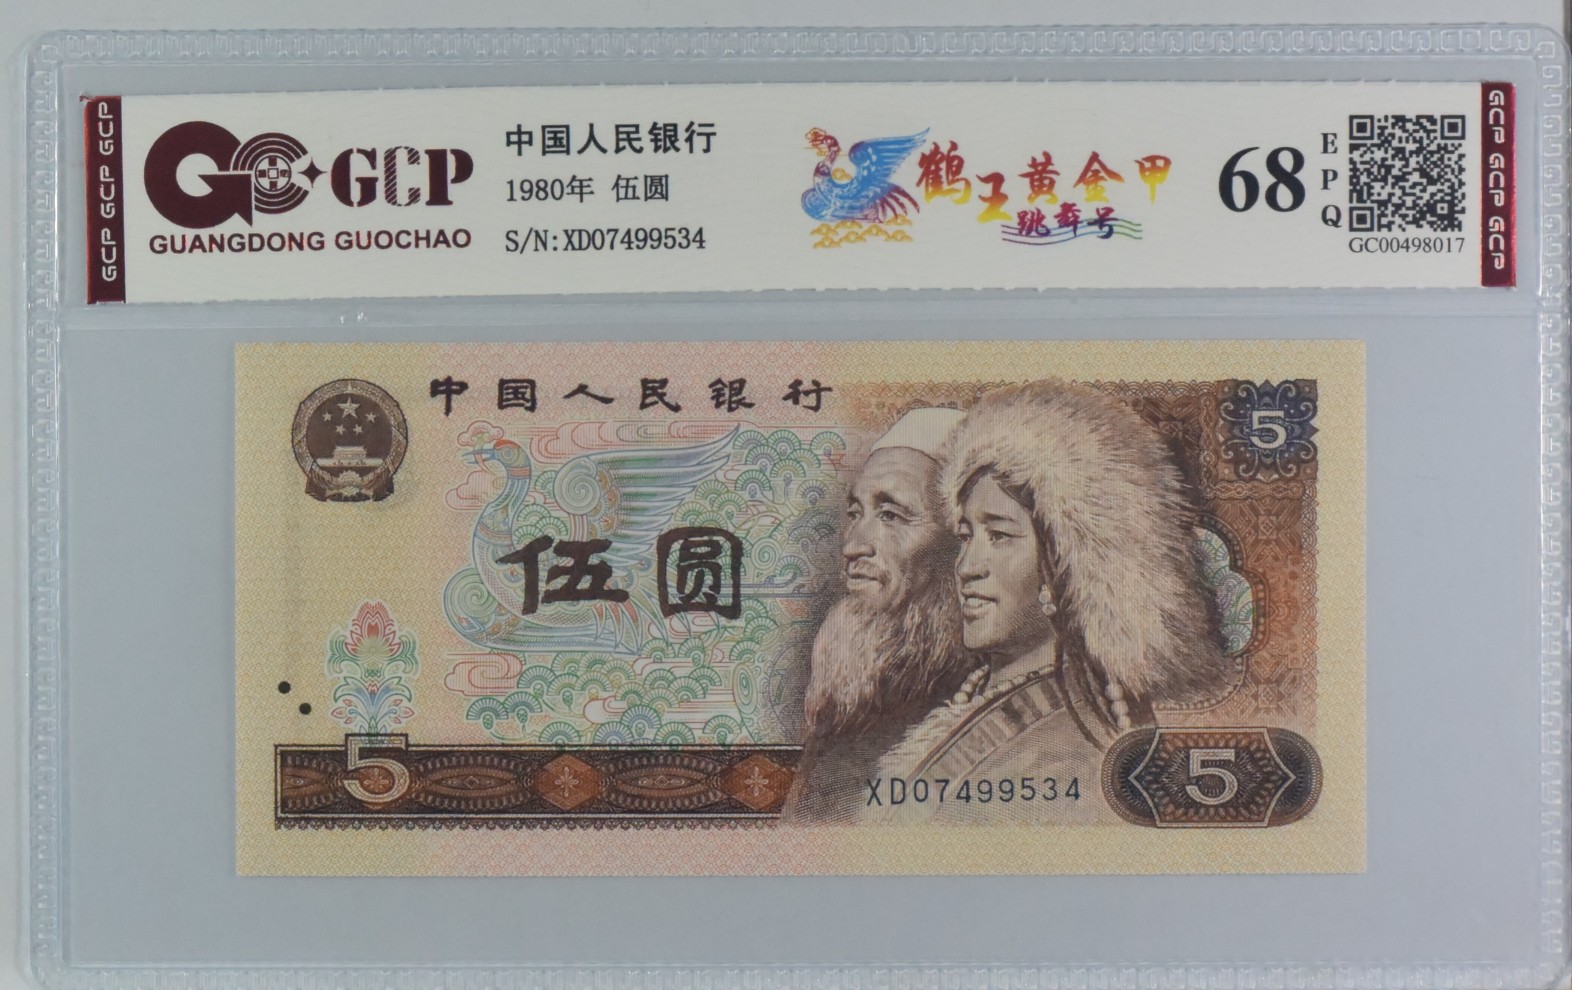 GCP GCP GCP
GCP
GUANGDONG GUOCHAO
中国人民银行
1980年 伍圆
S/N:XD07499534
鹤王黄金甲
跳舞号
68
EPQ
GC00498017
GCP GCP GCP
中国人民银行
5
伍圆
5
XD07499534
5